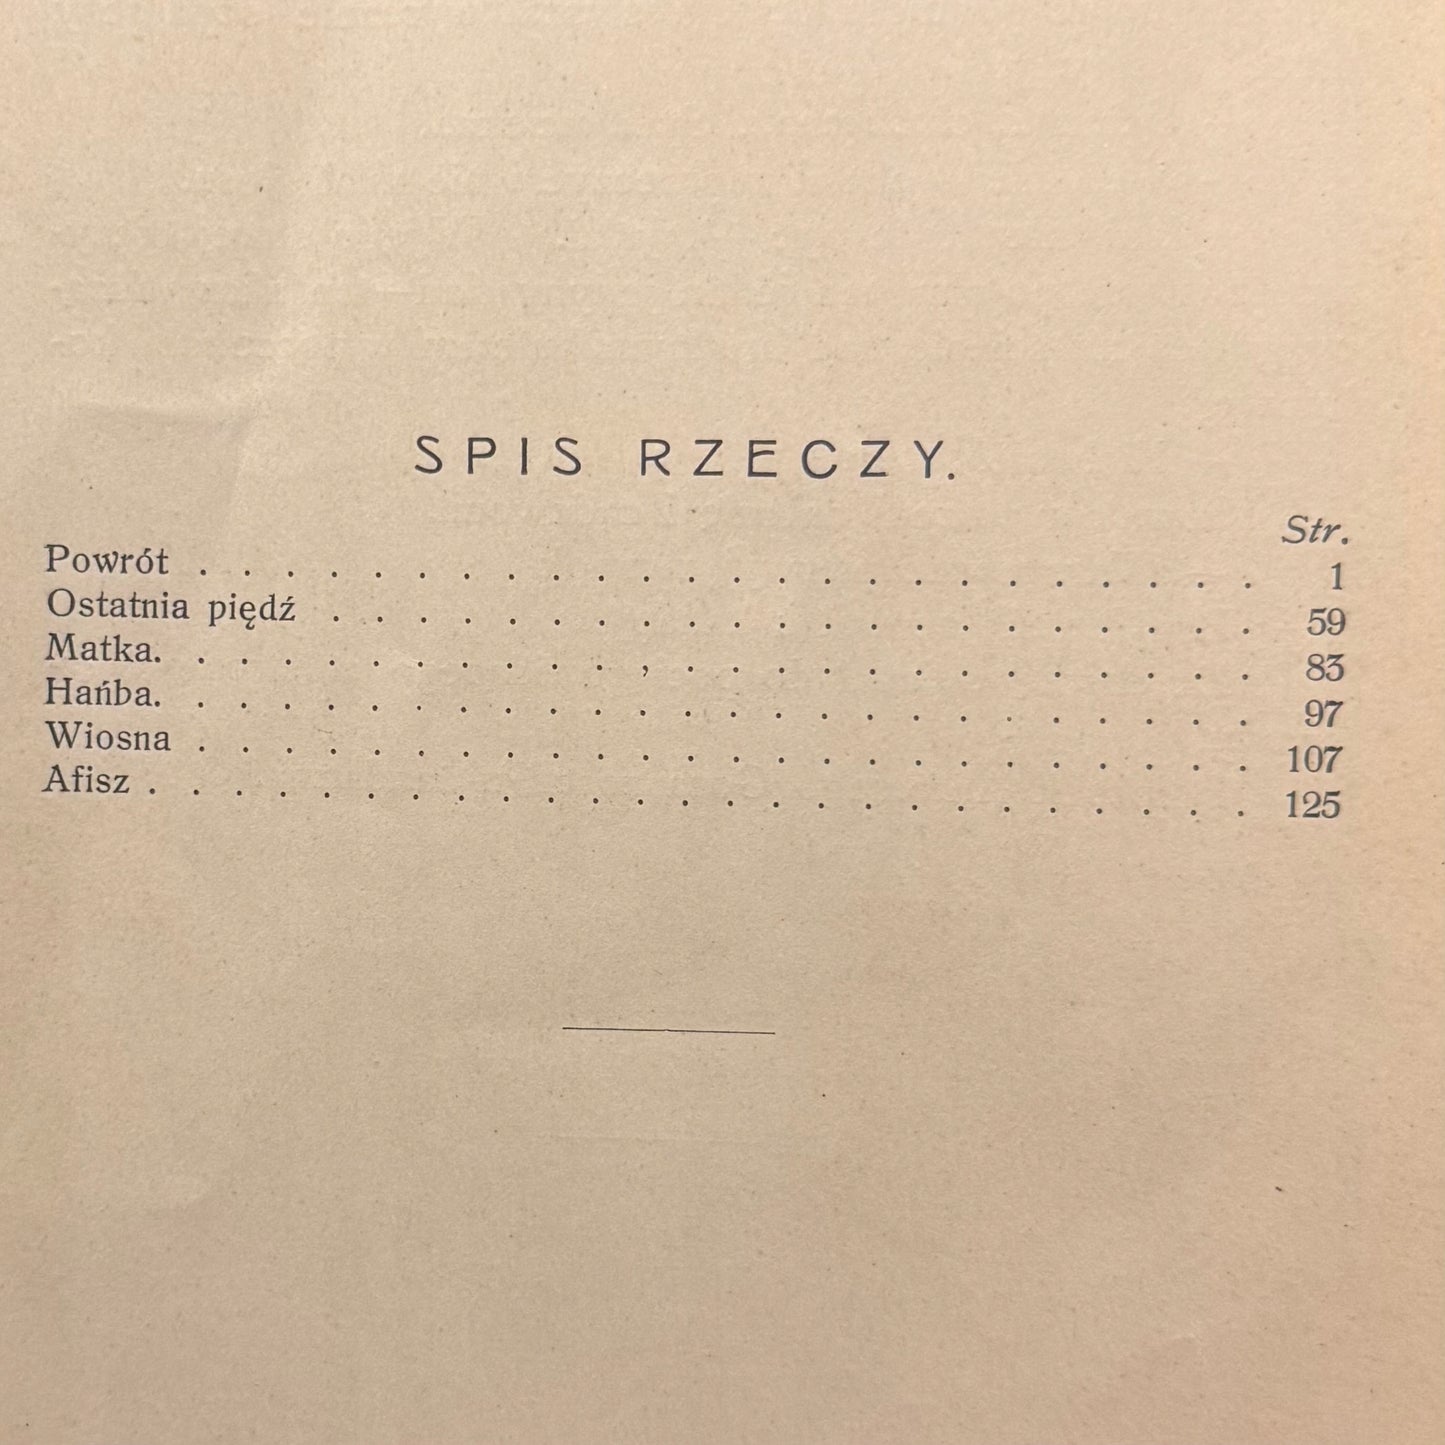 SPIS RZECZY.
Str.
Powrót . . . . . . . . . . . . . . . . . . . . . . . . 1
Ostatnia piędź . . . . . . . . . . . . . . . . . . . . . 59
Matka. . . . . . . . . . . , . . . . . . . . . . . . . 83
Hańba. . . . . . . . . . . . . . . . . . . . . . . . . 97
Wiosna . . . . . . . . . . . . . . . . . . . . . . . . 107
Afisz . . . . . . . . . . . . . . . . . . . . . . . . . 125